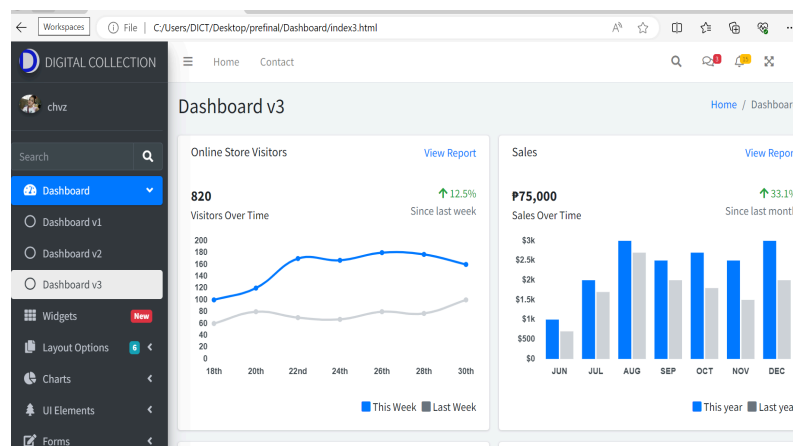 Workspaces File | C:/Users/DICT/Desktop/prefinal/Dashboard/index3.html
DIGITAL COLLECTION
Home Contact
3
15
chvz
Search
Dashboard
Dashboard v1
Dashboard v2
Dashboard v3
Widgets New
Layout Options 6
Charts
UI Elements
Forms
Dashboard v3
Home / Dashboar
Online Store Visitors View Report
820
Visitors Over Time
12.5%
Since last week
200
180
160
140
120
100
80
60
40
20
0
18th 20th 22nd 24th 26th 28th 30th
This Week Last Week
Sales View Repor
₱75,000
Sales Over Time
33.1%
Since last mont
$3k
$2.5k
$2k
$1.5k
$1k
$500
$0
JUN JUL AUG SEP OCT NOV DEC
This year Last yea